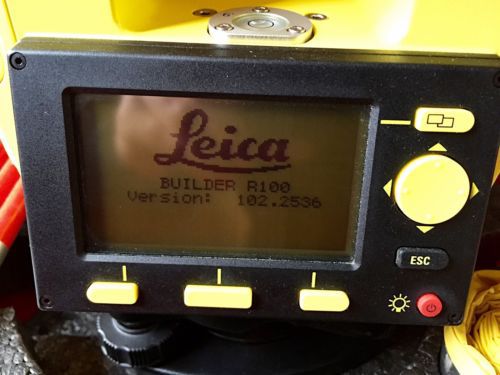 Leica
BUILDER R100
Version: 102.2536
ESC